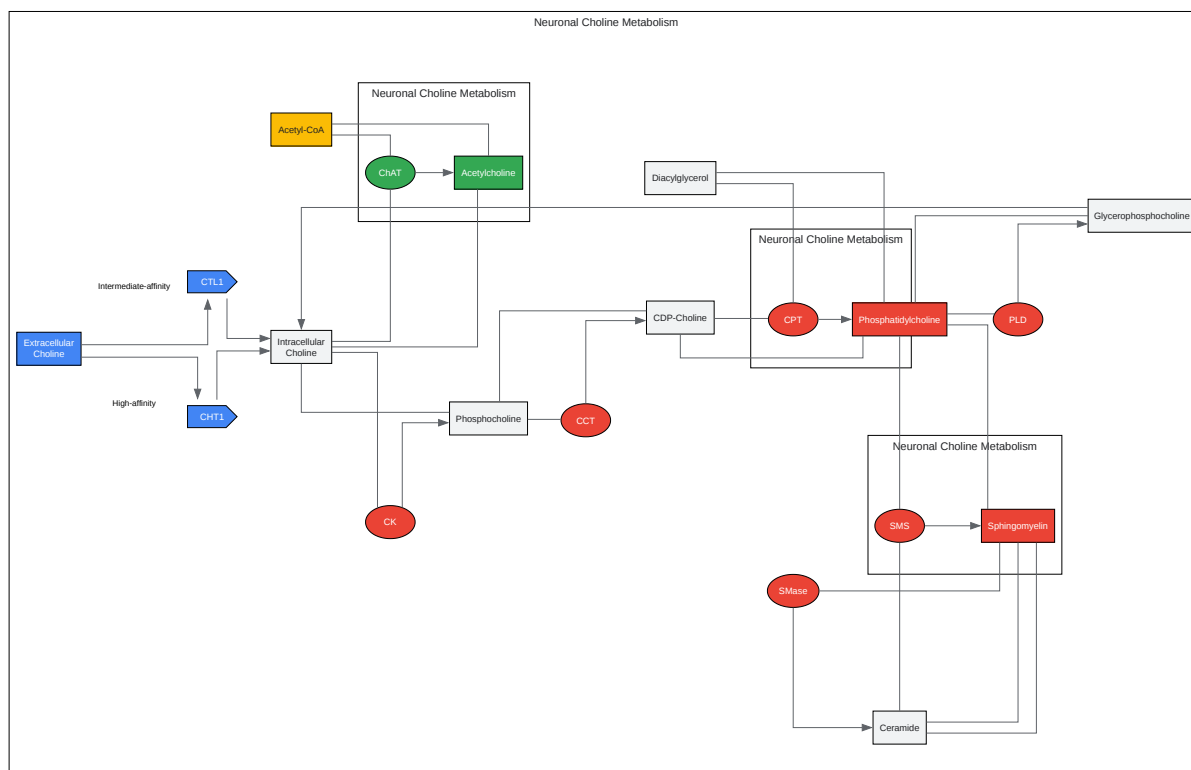 Neuronal Choline Metabolism
Neuronal Choline Metabolism
Acetyl-CoA
ChAT
Acetylcholine
Diacylglycerol
Glycerophosphocholine
Neuronal Choline Metabolism
CTL1
Intermediate-affinity
CDP-Choline
CPT
Phosphatidylcholine
PLD
Extracellular
Choline
Intracellular
Choline
High-affinity
CHT1
Phosphocholine
CCT
Neuronal Choline Metabolism
CK
SMS
Sphingomyelin
SMase
Ceramide